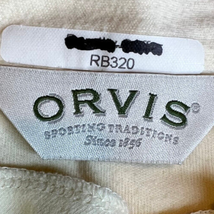 RB320
ORVIS®
SPORTING TRADITIONS
Since 1856